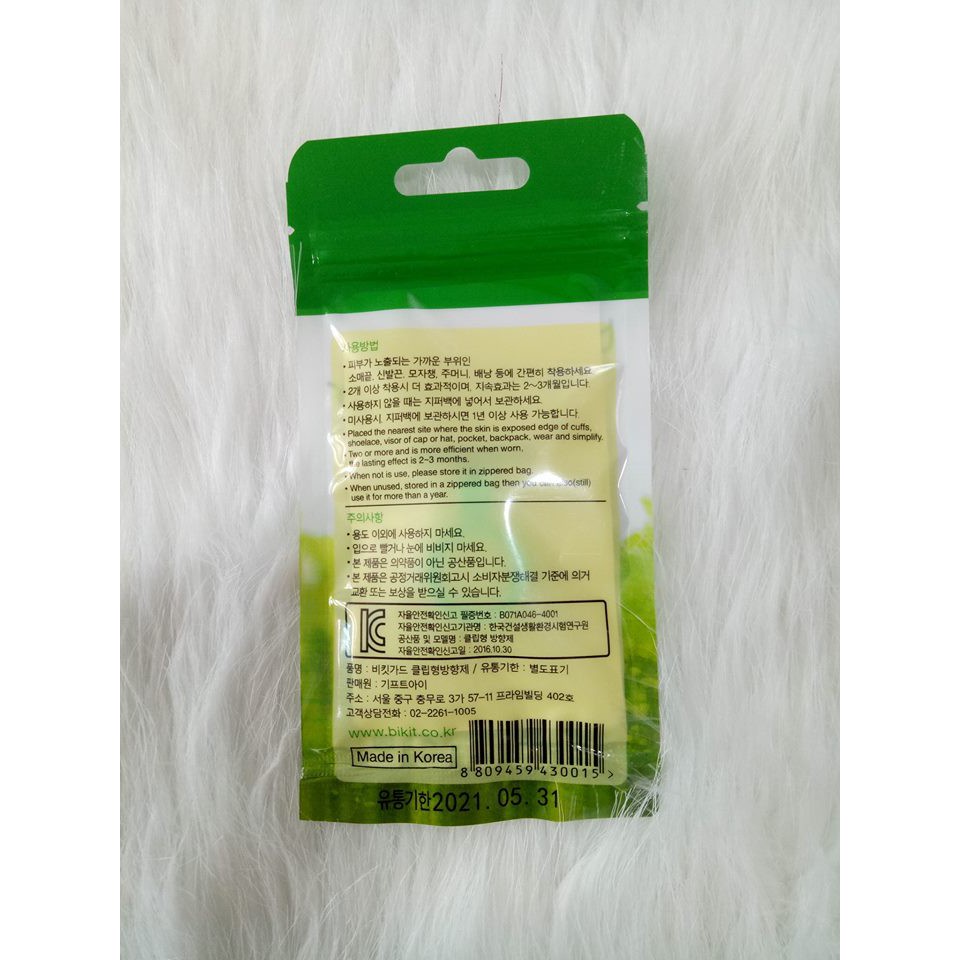 사용방법
• 피부가 노출되는 가까운 부위인
소매끝, 신발끈, 모자챙, 주머니, 배낭 등에 간편히 착용하세요.
• 2개 이상 착용시 더 효과적이며, 지속효과는 2~3개월입니다.
• 사용하지 않을 때는 지퍼백에 넣어서 보관하세요.
• 미사용시, 지퍼백에 보관하시면 1년 이상 사용 가능합니다.
• Placed the nearest site where the skin is exposed edge of cuffs,
shoelace, visor of cap or hat, pocket, backpack, wear and simplify.
• Two or more and is more efficient when worn,
the lasting effect is 2-3 months.
• When not is use, please store it in zippered bag.
• When unused, stored in a zippered bag then you can also(still)
use it for more than a year.
주의사항
• 용도 이외에 사용하지 마세요.
• 입으로 빨거나 눈에 비비지 마세요.
• 본 제품은 의약품이 아닌 공산품입니다.
• 본 제품은 공정거래위원회고시 소비자분쟁해결 기준에 의거
교환 또는 보상을 받으실 수 있습니다.
자율안전확인신고 필증번호 : B071A046-4001
자율안전확인신고기관명 : 한국건설생활환경시험연구원
공산품 및 모델명 : 클립형 방향제
자율안전확인신고일 : 2016.10.30
품명 : 비킷가드 클립형방향제 / 유통기한 : 별도표기
판매원 : 기프트아이
주소 : 서울 중구 충무로 3가 57-11 프라임빌딩 402호
고객상담전화 : 02-2261-1005
www.bikit.co.kr
Made in Korea
8 809459 430015 >
유통기한2021. 05. 31